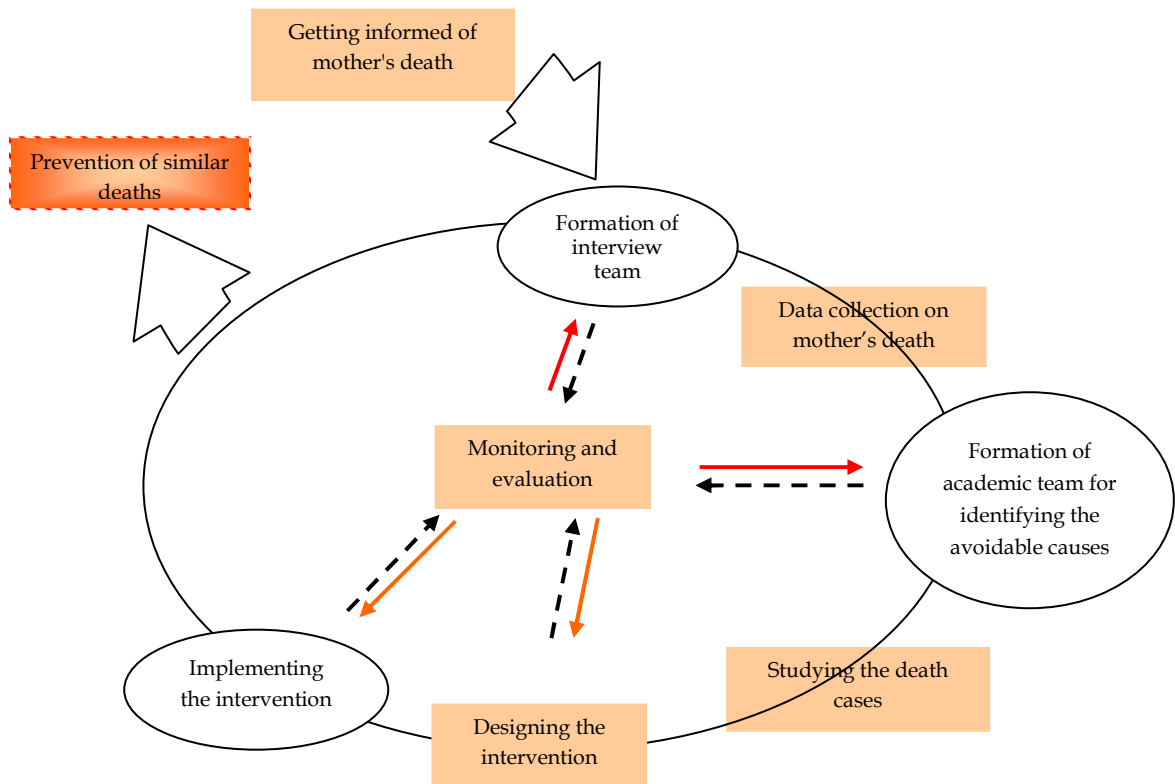 Getting informed of
mother's death
Prevention of similar
deaths
Formation of
interview
team
Data collection on
mother’s death
Monitoring and
evaluation
Formation of
academic team for
identifying the
avoidable causes
Implementing
the intervention
Studying the death
cases
Designing the
intervention